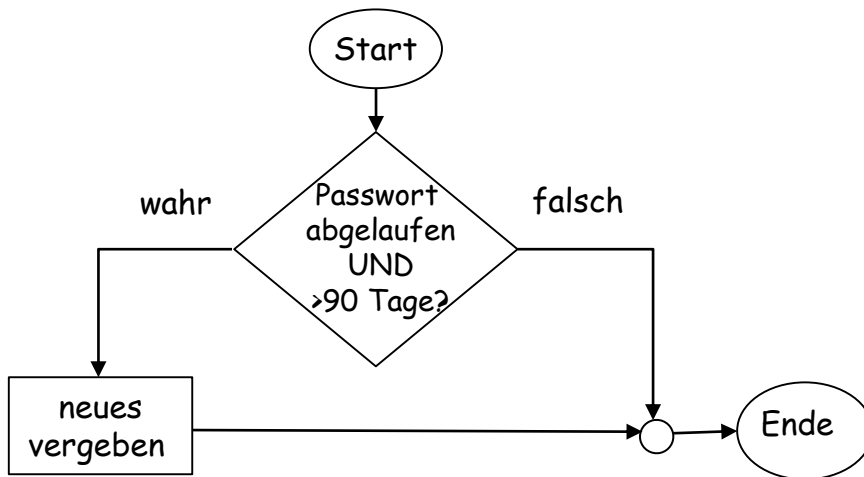 Start
wahr
Passwort
abgelaufen
UND
>90 Tage?
falsch
neues
vergeben
Ende